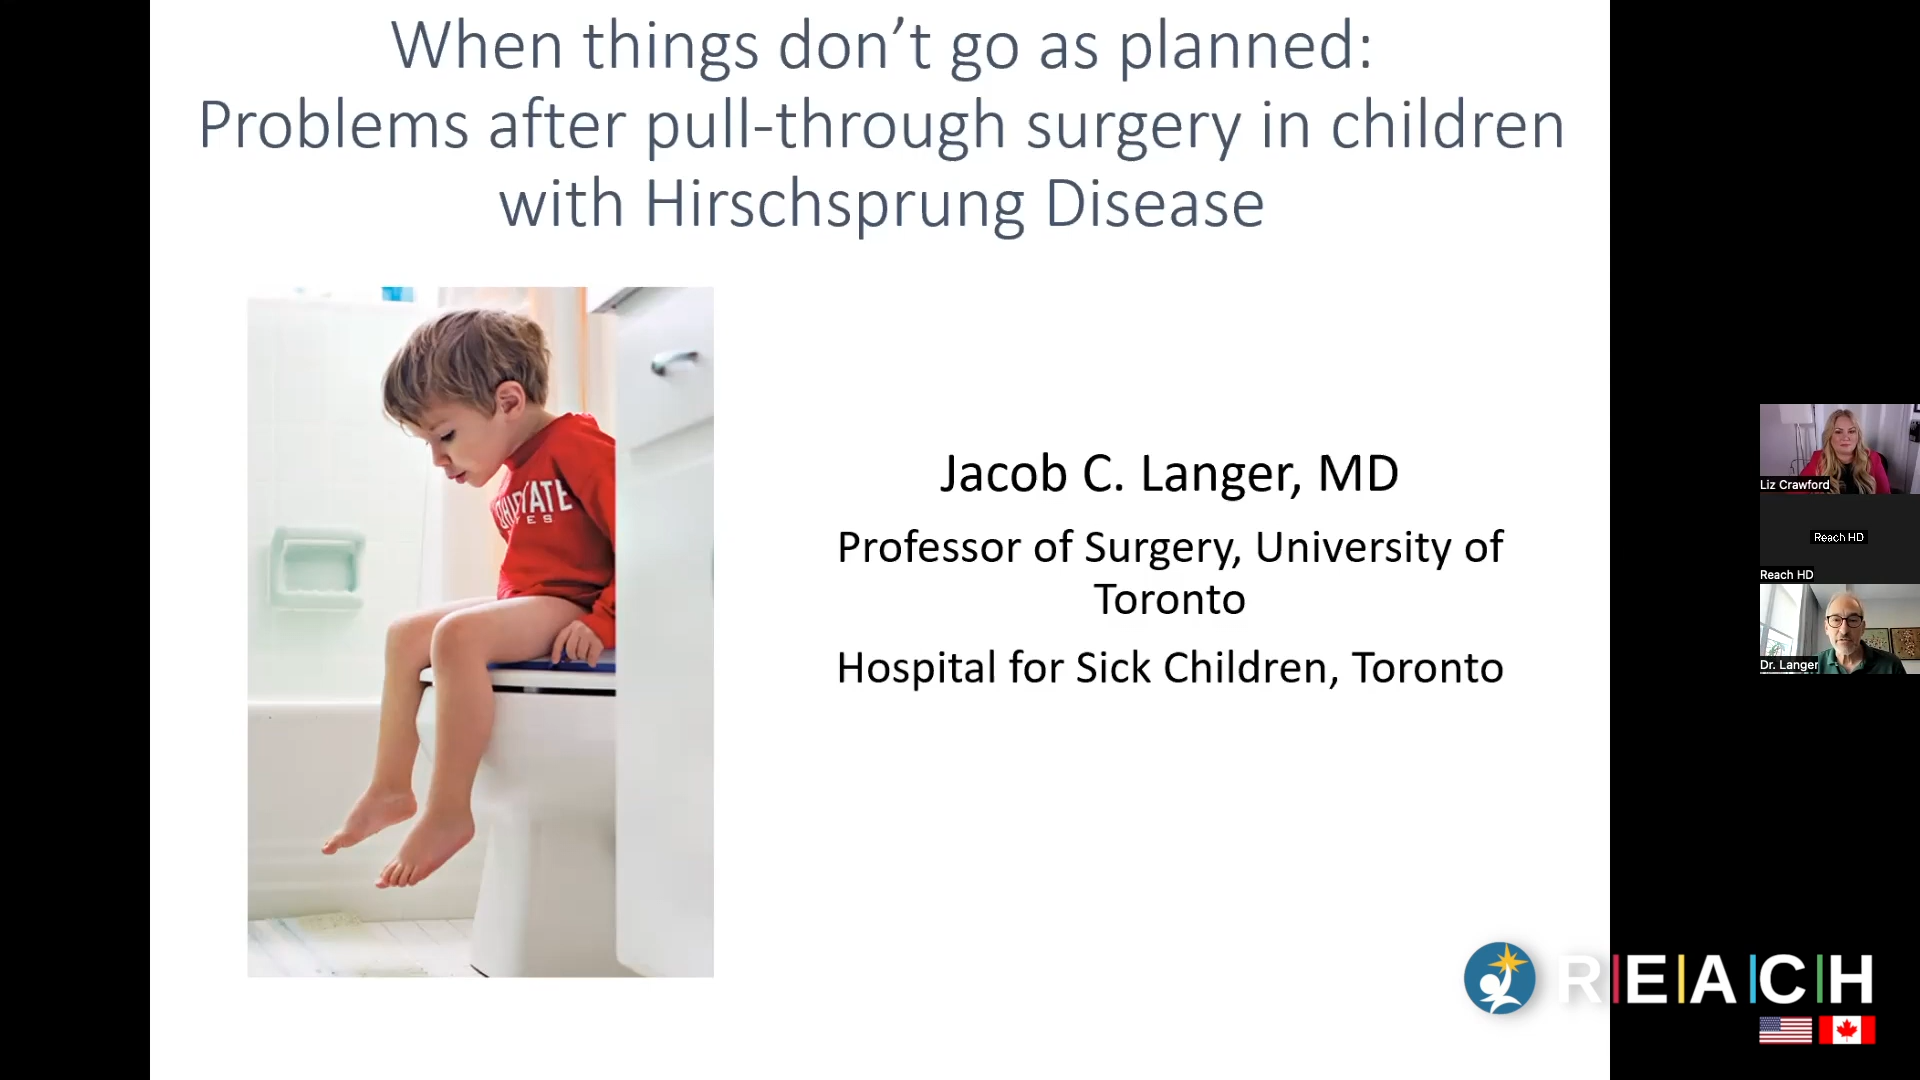 When things don’t go as planned:
Problems after pull-through surgery in children
with Hirschsprung Disease
Jacob C. Langer, MD
Professor of Surgery, University of
Toronto
Hospital for Sick Children, Toronto
Liz Crawford
Reach HD
Reach HD
Dr. Langer
R|E|A|C|H